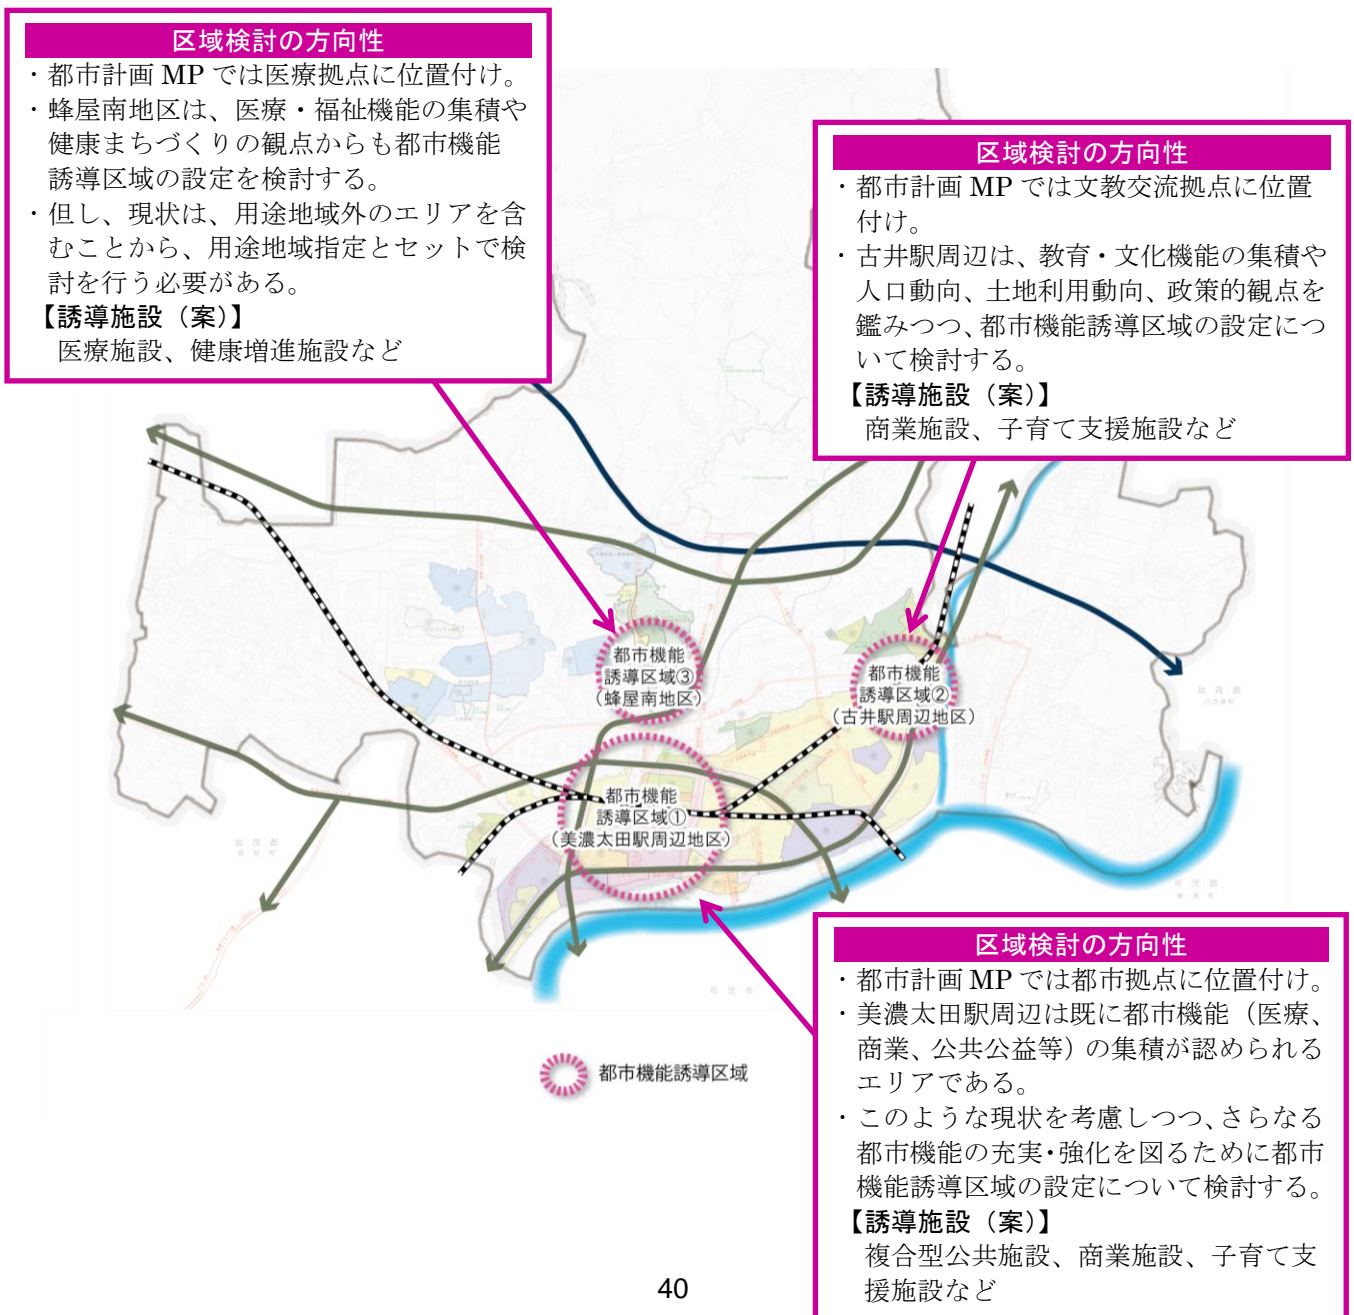 区域検討の方向性
・都市計画 MP では医療拠点に位置付け。
・蜂屋南地区は、医療・福祉機能の集積や
健康まちづくりの観点からも都市機能
誘導区域の設定を検討する。
・但し、現状は、用途地域外のエリアを含
むことから、用途地域指定とセットで検
討を行う必要がある。
【誘導施設（案）】
医療施設、健康増進施設など
区域検討の方向性
・都市計画 MP では文教交流拠点に位置
付け。
・古井駅周辺は、教育・文化機能の集積や
人口動向、土地利用動向、政策的観点を
鑑みつつ、都市機能誘導区域の設定につ
いて検討する。
【誘導施設（案）】
商業施設、子育て支援施設など
都市機能
誘導区域③
（蜂屋南地区）
都市機能
誘導区域②
（古井駅周辺地区）
都市機能
誘導区域①
（美濃太田駅周辺地区）
加茂郡
八百津町
加茂郡
可児郡
可児市
都市機能誘導区域
区域検討の方向性
・都市計画 MP では都市拠点に位置付け。
・美濃太田駅周辺は既に都市機能（医療、
商業、公共公益等）の集積が認められる
エリアである。
・このような現状を考慮しつつ、さらなる
都市機能の充実・強化を図るために都市
機能誘導区域の設定について検討する。
【誘導施設（案）】
複合型公共施設、商業施設、子育て支
援施設など
40